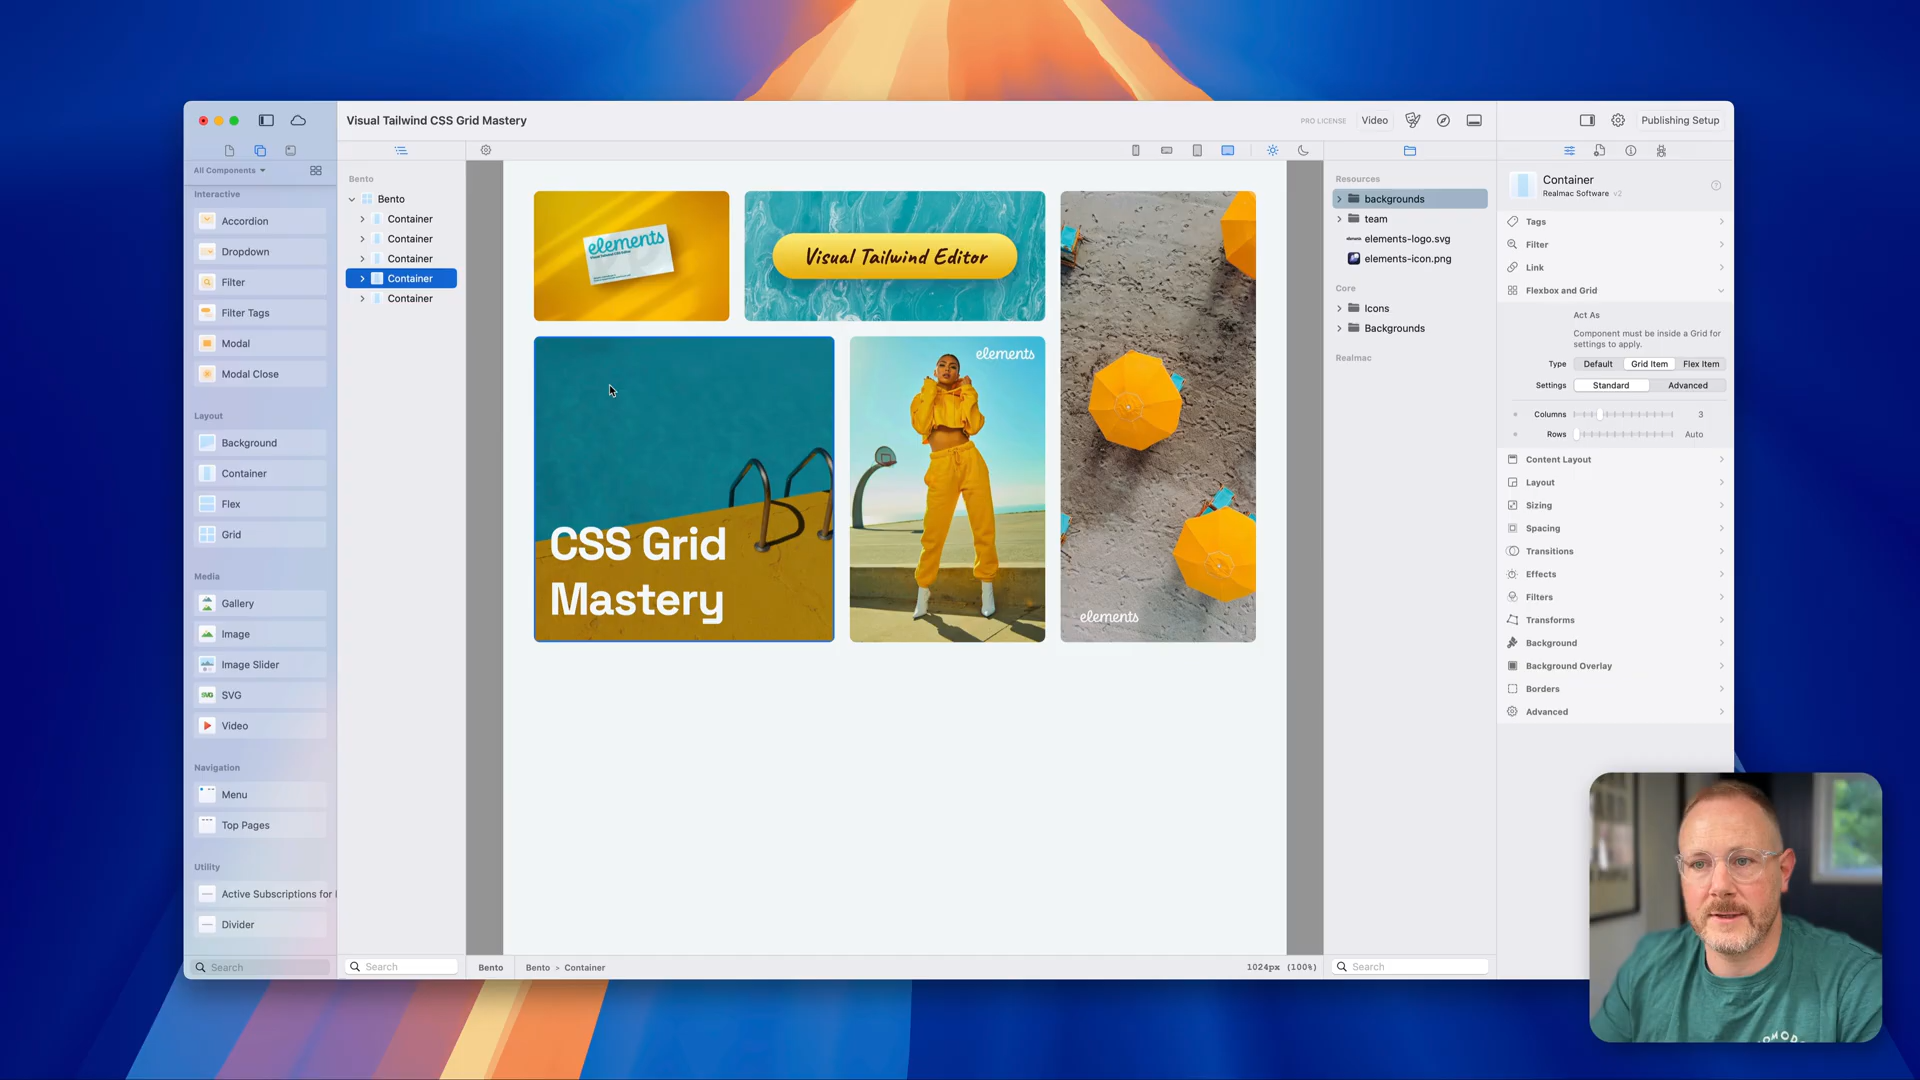 Visual Tailwind CSS Grid Mastery
PRO LICENSE
Video
Publishing Setup
All Components
Interactive
Accordion
Dropdown
Filter
Filter Tags
Modal
Modal Close
Layout
Background
Container
Flex
Grid
Media
Gallery
Image
Image Slider
SVG
Video
Navigation
Menu
Top Pages
Utility
Active Subscriptions for
Divider
Search
Bento
Bento
Container
Container
Container
Container
Container
Search
elements
Visual Tailwind CSS Editor
Visual Tailwind Editor
CSS Grid
Mastery
elements
elements
Bento
Bento > Container
1024px (100%)
Resources
backgrounds
team
elements-logo.svg
elements-icon.png
Core
Icons
Backgrounds
Realmac
Search
Container
Realmac Software v2
Tags
Filter
Link
Flexbox and Grid
Act As
Component must be inside a Grid for
settings to apply.
Type Default Grid Item Flex Item
Settings Standard Advanced
Columns 3
Rows Auto
Content Layout
Layout
Sizing
Spacing
Transitions
Effects
Filters
Transforms
Background
Background Overlay
Borders
Advanced